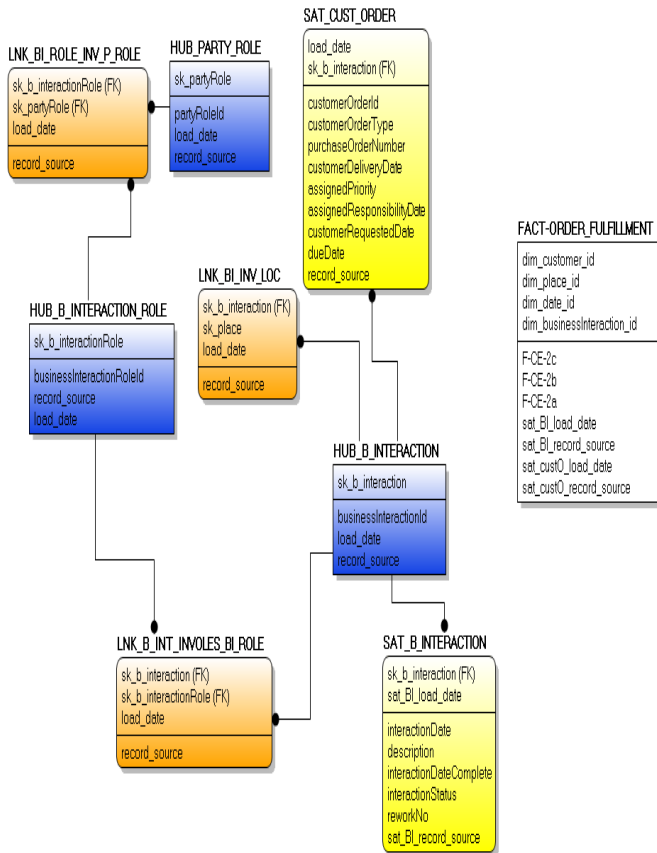 SAT_CUST_ORDER
load_date
sk_b_interaction (FK)
customerOrderId
customerOrderType
purchaseOrderNumber
customerDeliveryDate
assignedPriority
assignedResponsibilityDate
customerRequestedDate
dueDate
record_source
LNK_BI_ROLE_INV_P_ROLE
sk_b_interactionRole (FK)
sk_partyRole (FK)
load_date
record_source
HUB_PARTY_ROLE
sk_partyRole
partyRoleId
load_date
record_source
FACT-ORDER_FULFILLMENT
dim_customer_id
dim_place_id
dim_date_id
dim_businessInteraction_id
F-CE-2c
F-CE-2b
F-CE-2a
sat_BI_load_date
sat_BI_record_source
sat_custO_load_date
sat_custO_record_source
LNK_BI_INV_LOC
sk_b_interaction (FK)
sk_place
load_date
record_source
HUB_B_INTERACTION_ROLE
sk_b_interactionRole
businessInteractionRoleId
record_source
load_date
HUB_B_INTERACTION
sk_b_interaction
businessInteractionId
load_date
record_source
LNK_B_INT_INVOLES_BI_ROLE
sk_b_interaction (FK)
sk_b_interactionRole (FK)
load_date
record_source
SAT_B_INTERACTION
sk_b_interaction (FK)
sat_BI_load_date
interactionDate
description
interactionDateComplete
interactionStatus
reworkNo
sat_BI_record_source